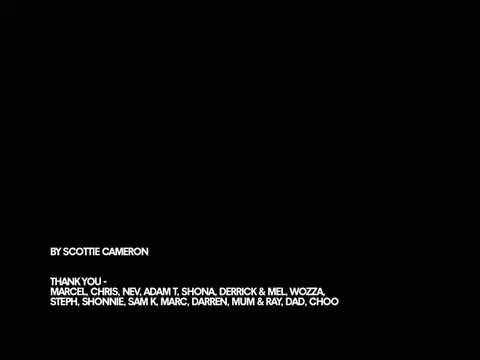 BY SCOTTIE CAMERON
THANK YOU -
MARCEL, CHRIS, NEV, ADAM T, SHONA, DERRICK & MEL, WOZZA,
STEPH, SHONNIE, SAM K, MARC, DARREN, MUM & RAY, DAD, CHOO